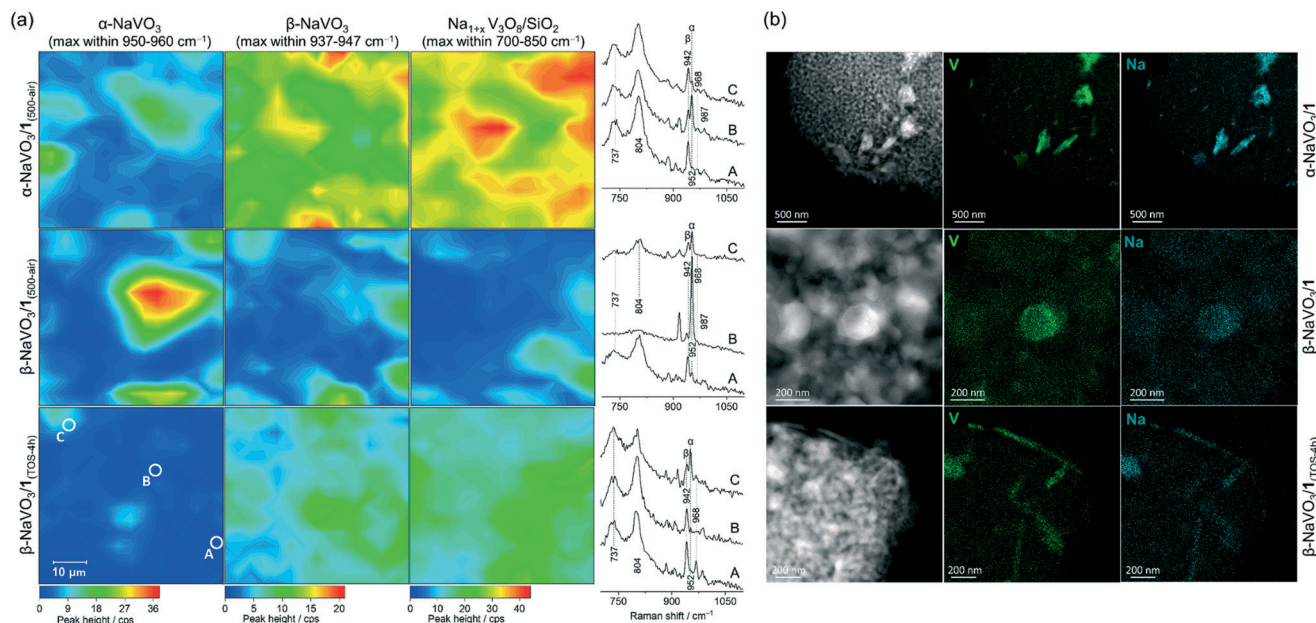 (a)
α-NaVO₃
(max within 950-960 cm⁻¹)
β-NaVO₃
(max within 937-947 cm⁻¹)
Na₁₊ₓ V₃O₈/SiO₂
(max within 700-850 cm⁻¹)
α-NaVO₃/1(500-air)
737
804
β
942
α
968
987
952
C
B
A
750
900
1050
β-NaVO₃/1(500-air)
737
804
β
942
α
968
987
952
C
B
A
750
900
1050
β-NaVO₃/1(TOS-4h)
C
B
A
10 µm
737
804
β
942
α
968
952
C
B
A
750
900
1050
Raman shift / cm⁻¹
0 9 18 27 36
Peak height / cps
0 5 10 15 20
Peak height / cps
0 10 20 30 40
Peak height / cps
(b)
V
Na
500 nm
500 nm
500 nm
α-NaVO₃/1
V
Na
200 nm
200 nm
200 nm
β-NaVO₃/1
V
Na
200 nm
200 nm
200 nm
β-NaVO₃/1(TOS-4h)